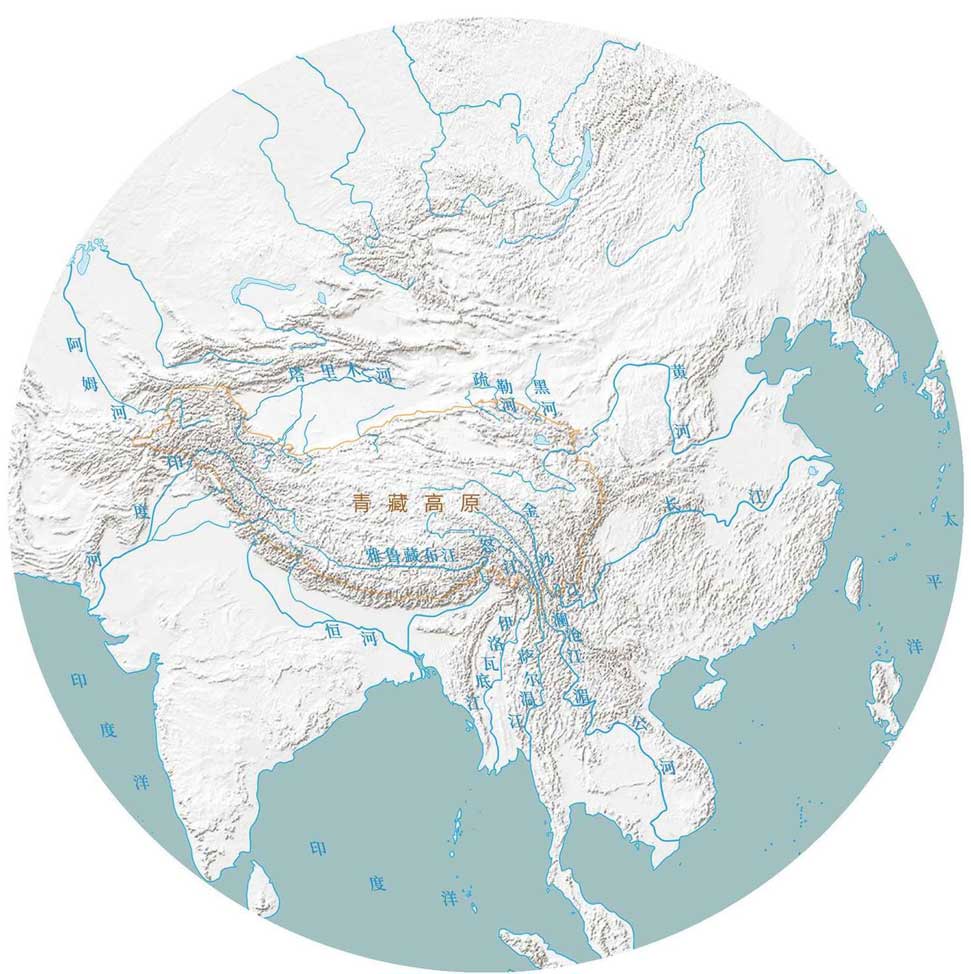 阿姆河
塔里木河
疏勒河
黑河
黄河
印度河
青藏高原
金沙江
长江
雅鲁藏布江
怒江
恒河
伊洛瓦底江
萨尔温江
澜沧江
湄公河
太平洋
印度洋
印度洋